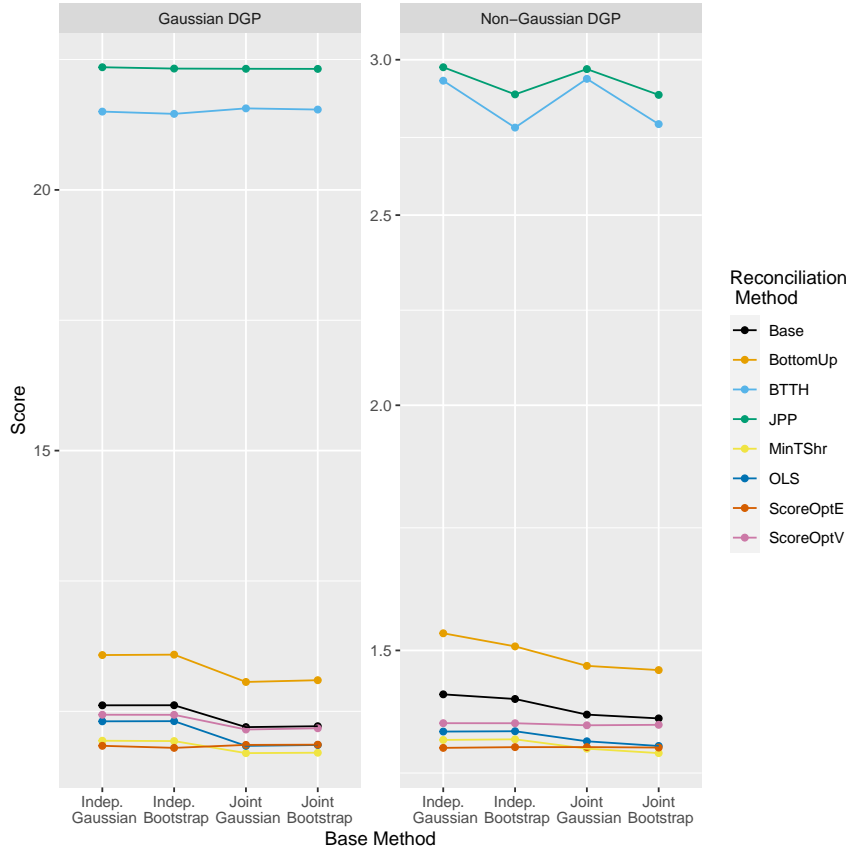 Gaussian DGP
Non−Gaussian DGP
Score
20
15
3.0
2.5
2.0
1.5
Indep.
Gaussian
Indep.
Bootstrap
Joint
Gaussian
Joint
Bootstrap
Indep.
Gaussian
Indep.
Bootstrap
Joint
Gaussian
Joint
Bootstrap
Base Method
Reconciliation
Method
Base
BottomUp
BTTH
JPP
MinTShr
OLS
ScoreOptE
ScoreOptV